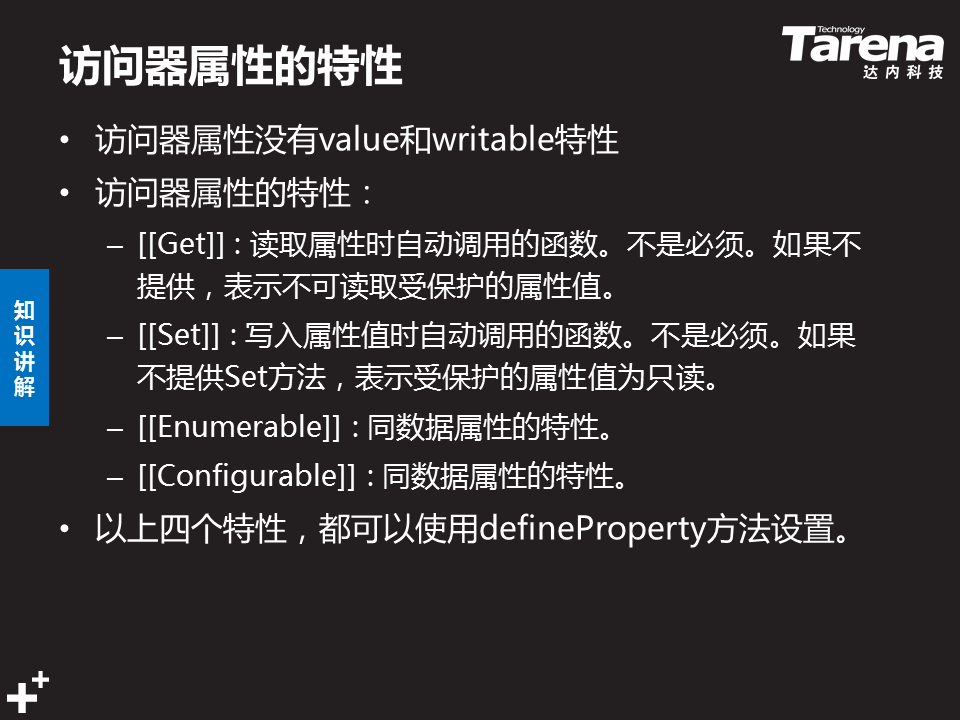 访问器属性的特性
Technology
Tarena
达内科技
• 访问器属性没有value和writable特性
• 访问器属性的特性：
– [[Get]]：读取属性时自动调用的函数。不是必须。如果不
提供，表示不可读取受保护的属性值。
– [[Set]]：写入属性值时自动调用的函数。不是必须。如果
不提供Set方法，表示受保护的属性值为只读。
– [[Enumerable]]：同数据属性的特性。
– [[Configurable]]：同数据属性的特性。
• 以上四个特性，都可以使用defineProperty方法设置。
知
识
讲
解